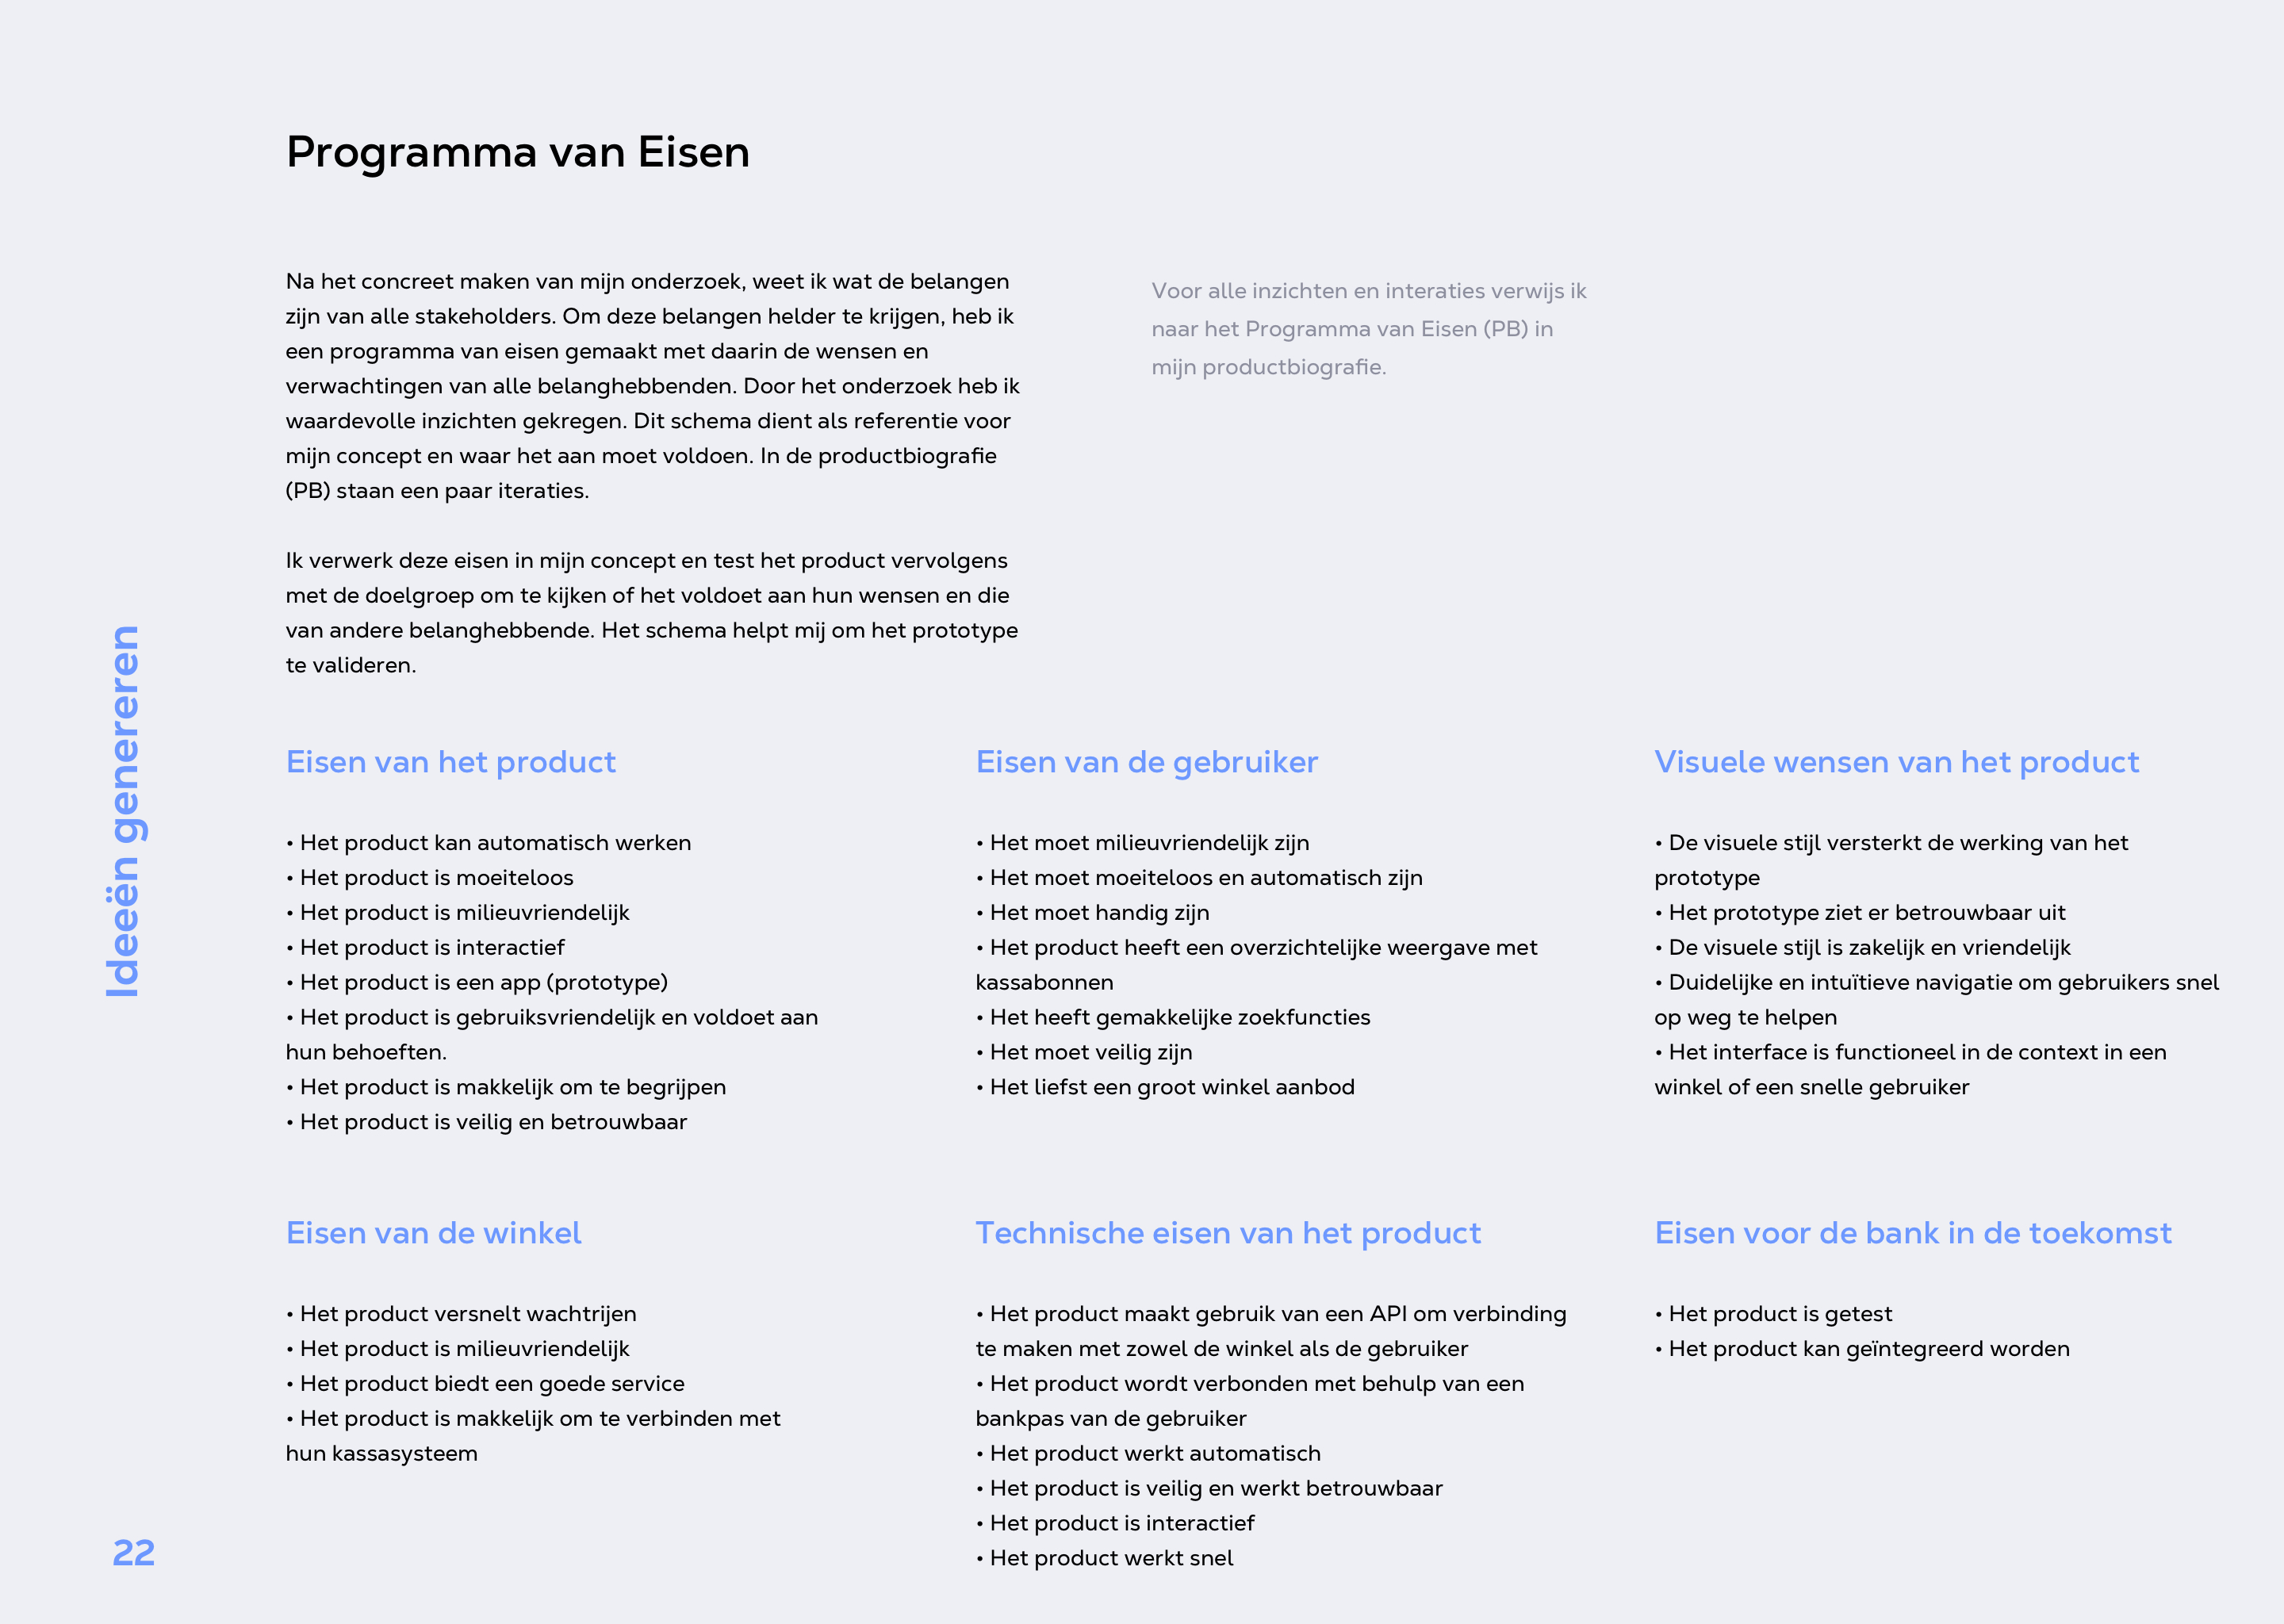 Programma van Eisen
Na het concreet maken van mijn onderzoek, weet ik wat de belangen
zijn van alle stakeholders. Om deze belangen helder te krijgen, heb ik
een programma van eisen gemaakt met daarin de wensen en
verwachtingen van alle belanghebbenden. Door het onderzoek heb ik
waardevolle inzichten gekregen. Dit schema dient als referentie voor
mijn concept en waar het aan moet voldoen. In de productbiografie
(PB) staan een paar iteraties.
Ik verwerk deze eisen in mijn concept en test het product vervolgens
met de doelgroep om te kijken of het voldoet aan hun wensen en die
van andere belanghebbende. Het schema helpt mij om het prototype
te valideren.
Voor alle inzichten en interaties verwijs ik
naar het Programma van Eisen (PB) in
mijn productbiografie.
Ideeën genereren
Eisen van het product
• Het product kan automatisch werken
• Het product is moeiteloos
• Het product is milieuvriendelijk
• Het product is interactief
• Het product is een app (prototype)
• Het product is gebruiksvriendelijk en voldoet aan
hun behoeften.
• Het product is makkelijk om te begrijpen
• Het product is veilig en betrouwbaar
Eisen van de gebruiker
• Het moet milieuvriendelijk zijn
• Het moet moeiteloos en automatisch zijn
• Het moet handig zijn
• Het product heeft een overzichtelijke weergave met
kassabonnen
• Het heeft gemakkelijke zoekfuncties
• Het moet veilig zijn
• Het liefst een groot winkel aanbod
Visuele wensen van het product
• De visuele stijl versterkt de werking van het
prototype
• Het prototype ziet er betrouwbaar uit
• De visuele stijl is zakelijk en vriendelijk
• Duidelijke en intuïtieve navigatie om gebruikers snel
op weg te helpen
• Het interface is functioneel in de context in een
winkel of een snelle gebruiker
Eisen van de winkel
• Het product versnelt wachtrijen
• Het product is milieuvriendelijk
• Het product biedt een goede service
• Het product is makkelijk om te verbinden met
hun kassasysteem
Technische eisen van het product
• Het product maakt gebruik van een API om verbinding
te maken met zowel de winkel als de gebruiker
• Het product wordt verbonden met behulp van een
bankpas van de gebruiker
• Het product werkt automatisch
• Het product is veilig en werkt betrouwbaar
• Het product is interactief
• Het product werkt snel
Eisen voor de bank in de toekomst
• Het product is getest
• Het product kan geïntegreerd worden
22